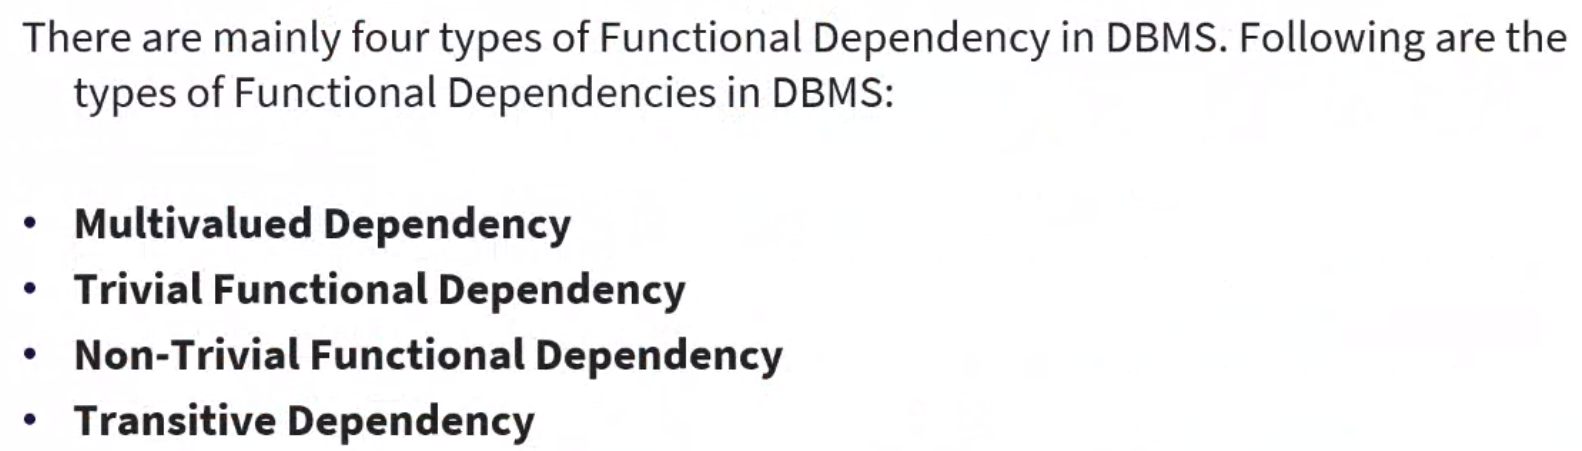 There are mainly four types of Functional Dependency in DBMS. Following are the
types of Functional Dependencies in DBMS:
• Multivalued Dependency
• Trivial Functional Dependency
• Non-Trivial Functional Dependency
• Transitive Dependency